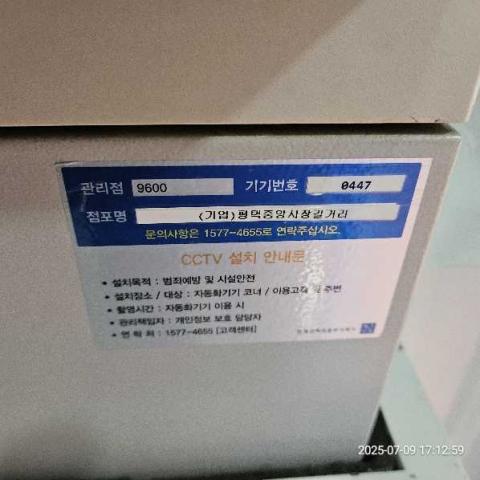 관리점 9600 기기번호 0447
점포명 (기업)평택중앙시장길거리
문의사항은 1577-4655로 연락주십시오.
CCTV 설치 안내문
• 설치목적 : 범죄예방 및 시설안전
• 설치장소 / 대상 : 자동화기기 코너 / 이용고객 및 주변
• 촬영시간 : 자동화기기 이용 시
• 관리책임자 : 개인정보 보호 담당자
• 연 락 처 : 1577-4655 [고객센터]
2025-07-09 17:12:59